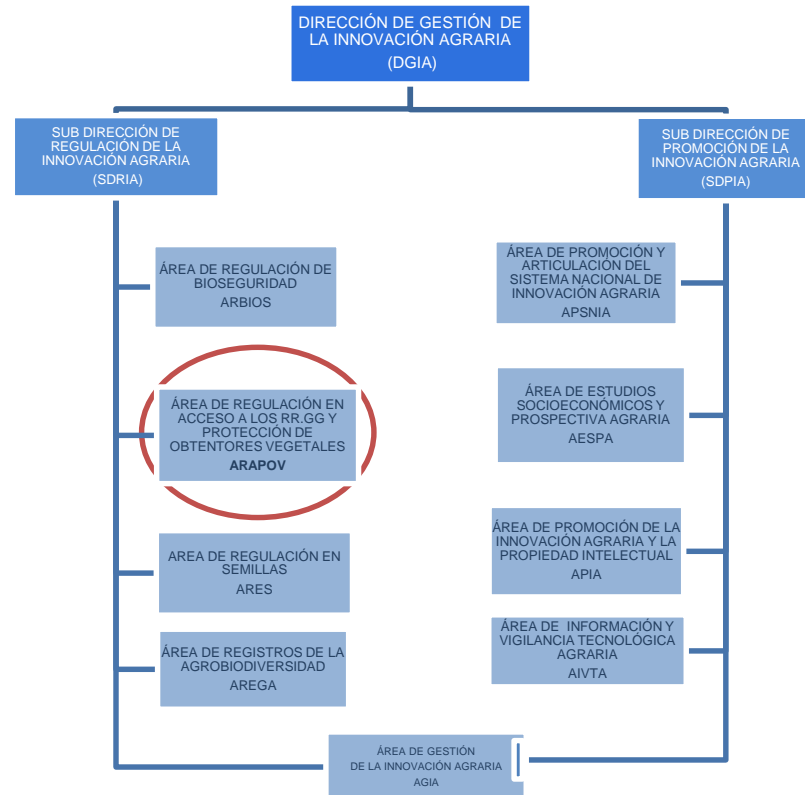 DIRECCIÓN DE GESTIÓN DE
LA INNOVACIÓN AGRARIA
(DGIA)
SUB DIRECCIÓN DE
REGULACIÓN DE LA
INNOVACIÓN AGRARIA
(SDRIA)
SUB DIRECCIÓN DE
PROMOCIÓN DE LA
INNOVACIÓN AGRARIA
(SDPIA)
ÁREA DE REGULACIÓN DE
BIOSEGURIDAD
ARBIOS
ÁREA DE REGULACIÓN EN
ACCESO A LOS RR.GG Y
PROTECCIÓN DE
OBTENTORES VEGETALES
ARAPOV
AREA DE REGULACIÓN EN
SEMILLAS
ARES
ÁREA DE REGISTROS DE LA
AGROBIODIVERSIDAD
AREGA
ÁREA DE PROMOCIÓN Y
ARTICULACIÓN DEL
SISTEMA NACIONAL DE
INNOVACIÓN AGRARIA
APSNIA
ÁREA DE ESTUDIOS
SOCIOECONÓMICOS Y
PROSPECTIVA AGRARIA
AESPA
ÁREA DE PROMOCIÓN DE LA
INNOVACIÓN AGRARIA Y LA
PROPIEDAD INTELECTUAL
APIA
ÁREA DE INFORMACIÓN Y
VIGILANCIA TECNOLÓGICA
AGRARIA
AIVTA
ÁREA DE GESTIÓN
DE LA INNOVACIÓN AGRARIA
AGIA